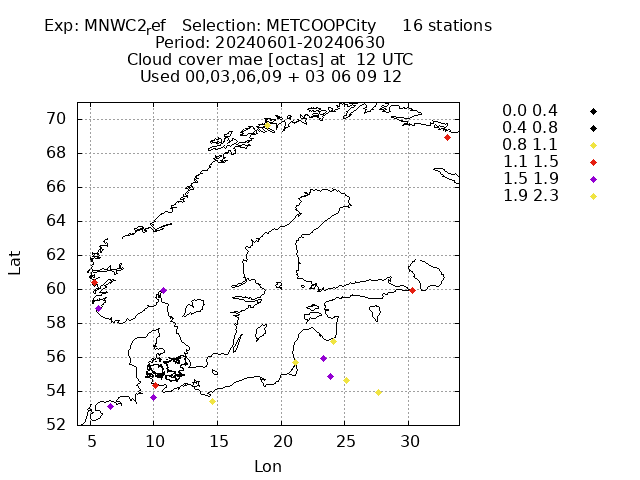 Exp: MNWC2ref Selection: METCOOPCity 16 stations
Period: 20240601-20240630
Cloud cover mae [octas] at 12 UTC
Used 00,03,06,09 + 03 06 09 12
0.0 0.4
0.4 0.8
0.8 1.1
1.1 1.5
1.5 1.9
1.9 2.3
70
68
66
64
62
60
58
56
54
52
Lat
5 10 15 20 25 30
Lon